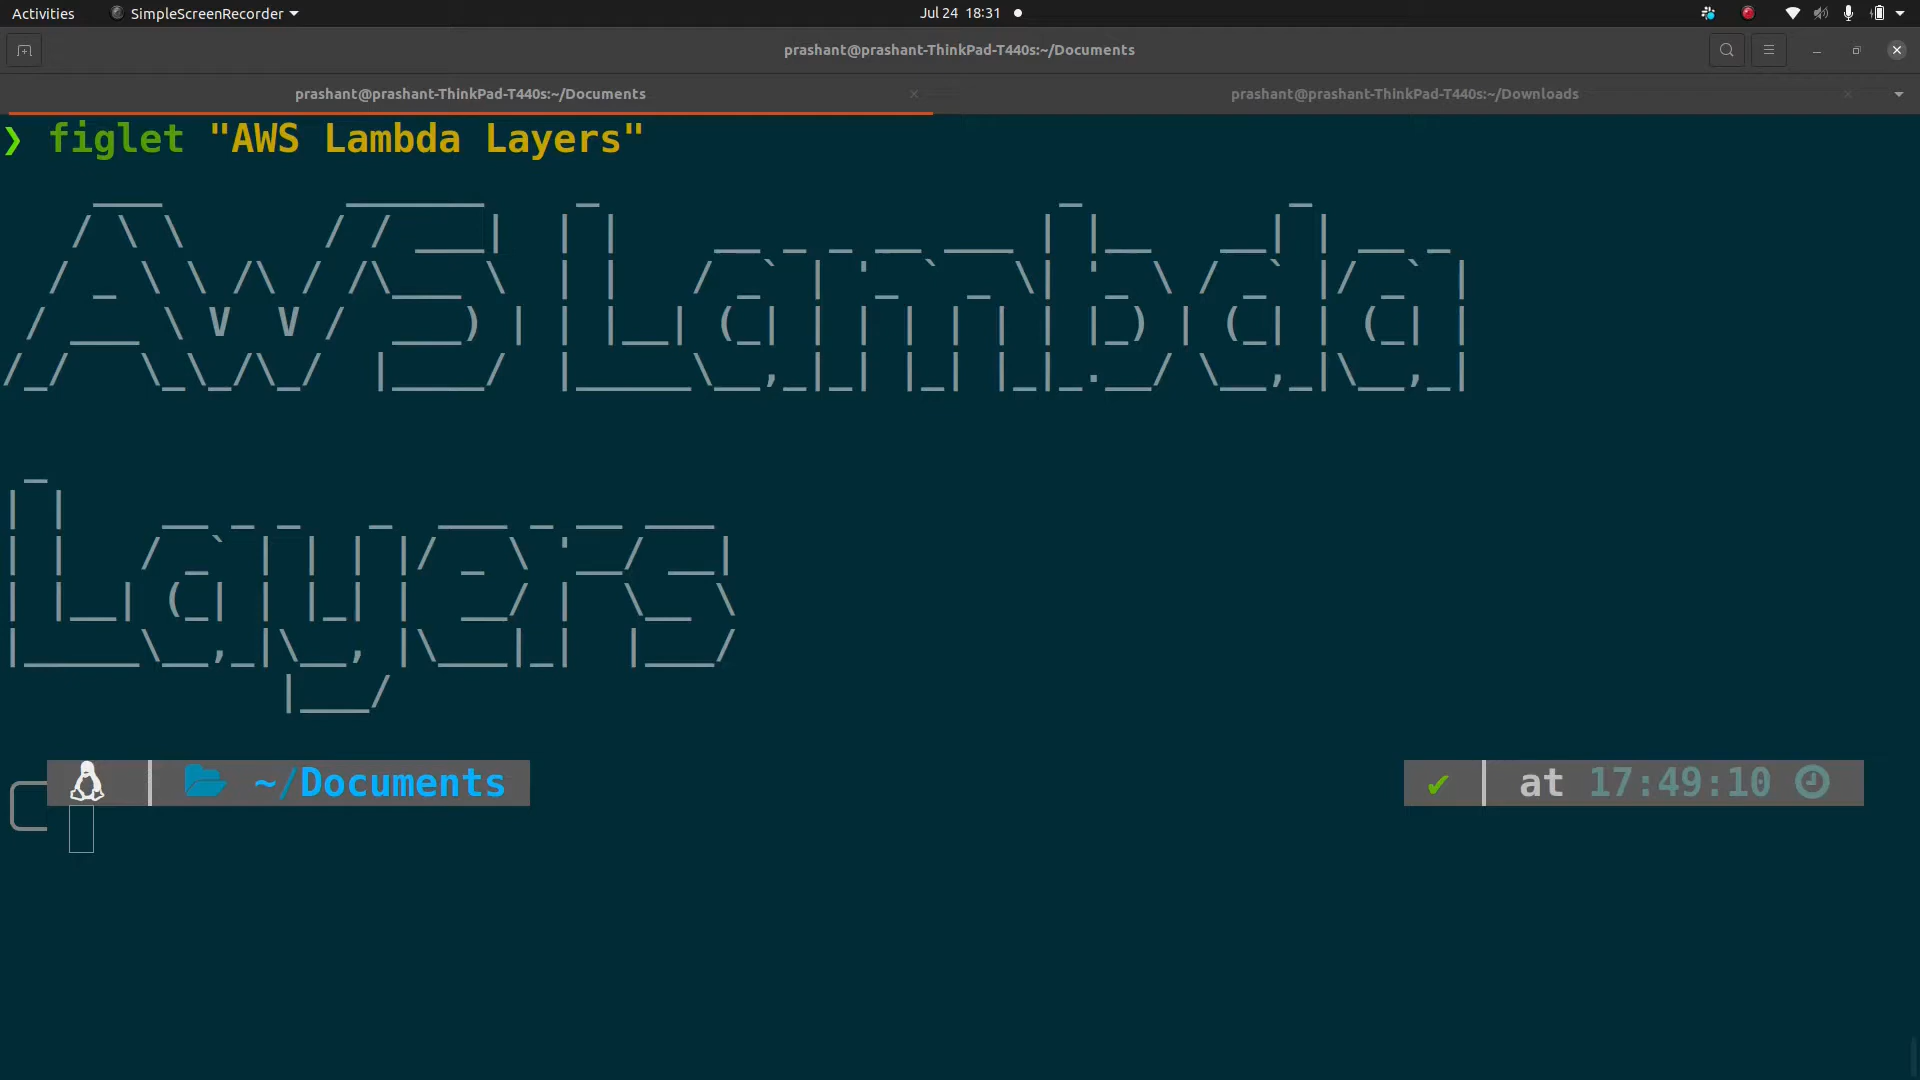 Activities SimpleScreenRecorder Jul 24 18:31
prashant@prashant-ThinkPad-T440s:~/Documents
prashant@prashant-ThinkPad-T440s:~/Documents prashant@prashant-ThinkPad-T440s:~/Downloads
❯ figlet "AWS Lambda Layers"
AWS Lambda
Layers
~/Documents ✔ at 17:49:10